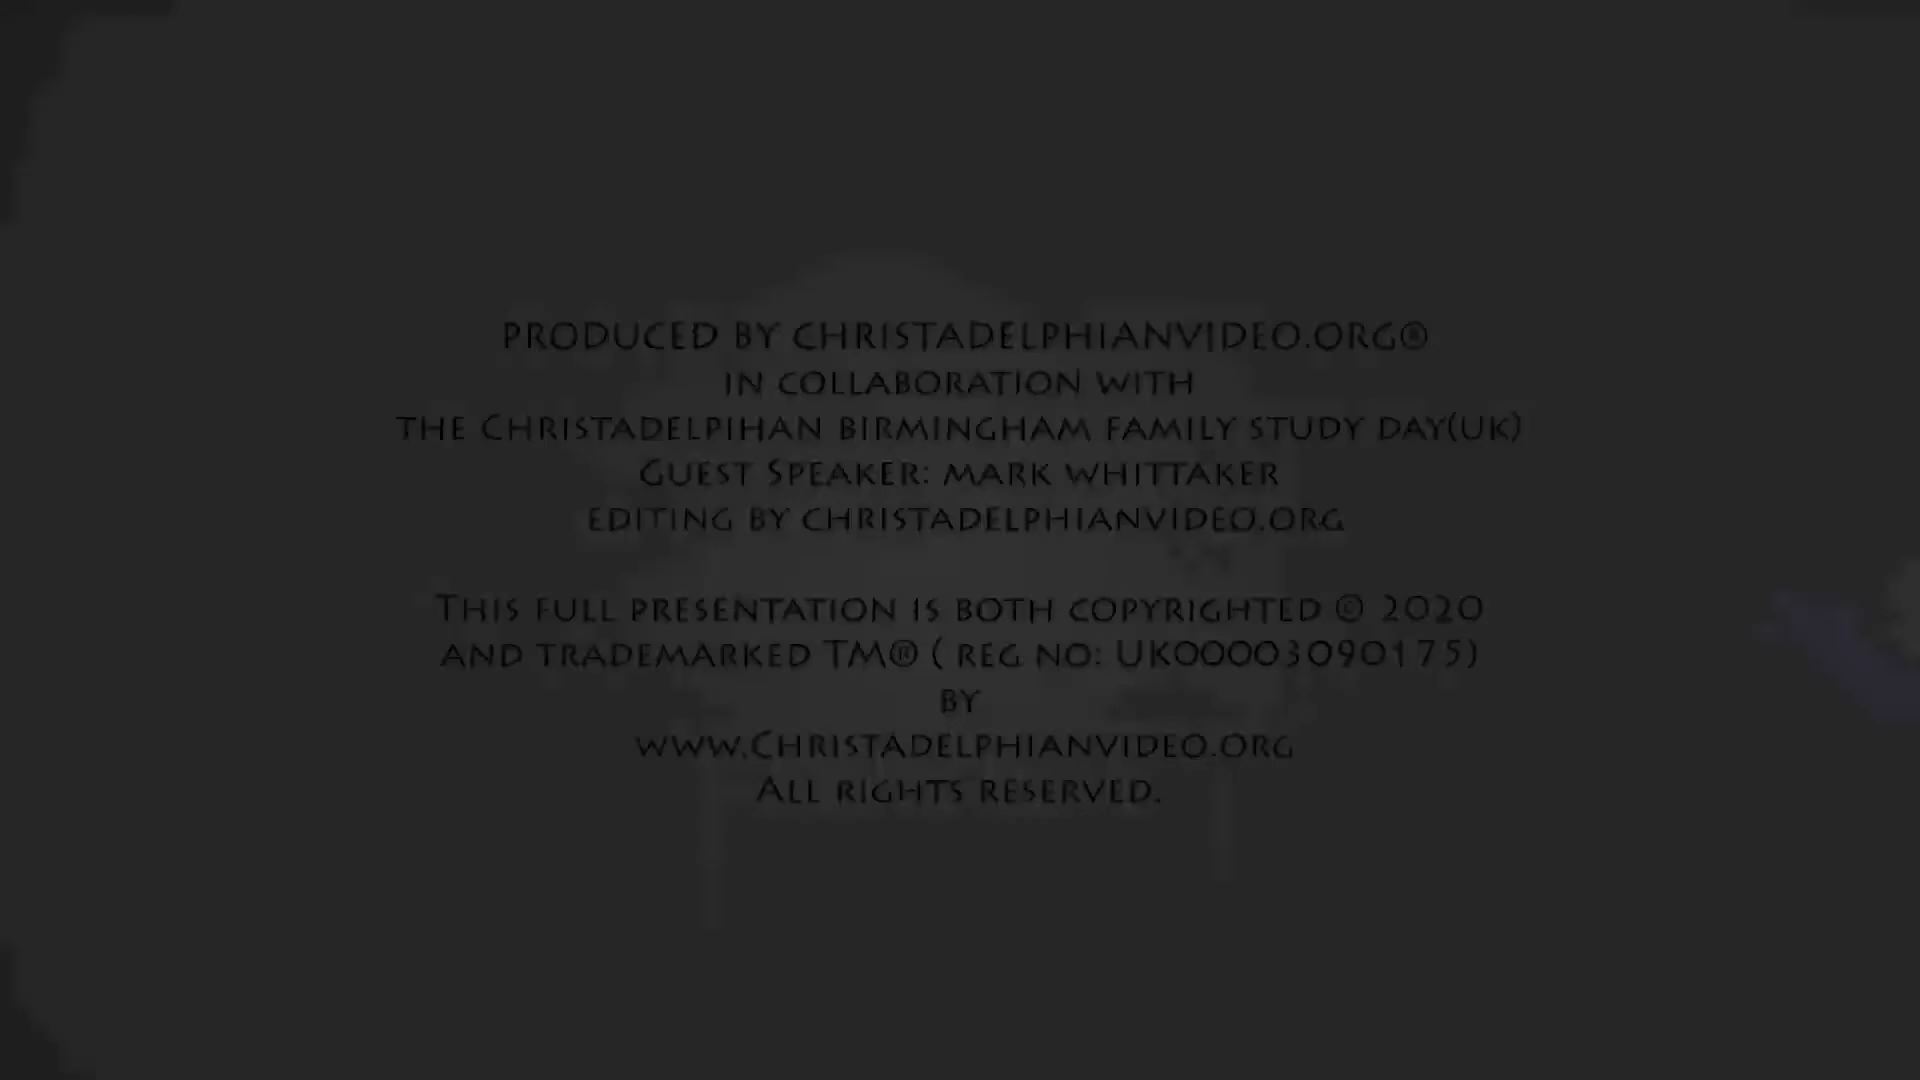 PRODUCED BY CHRISTADELPHIANVIDEO.ORG®
IN COLLABORATION WITH
THE CHRISTADELPIHAN BIRMINGHAM FAMILY STUDY DAY(UK)
GUEST SPEAKER: MARK WHITTAKER
EDITING BY CHRISTADELPHIANVIDEO.ORG
THIS FULL PRESENTATION IS BOTH COPYRIGHTED © 2020
AND TRADEMARKED TM® ( REG NO: UK00003090175)
BY
WWW.CHRISTADELPHIANVIDEO.ORG
ALL RIGHTS RESERVED.